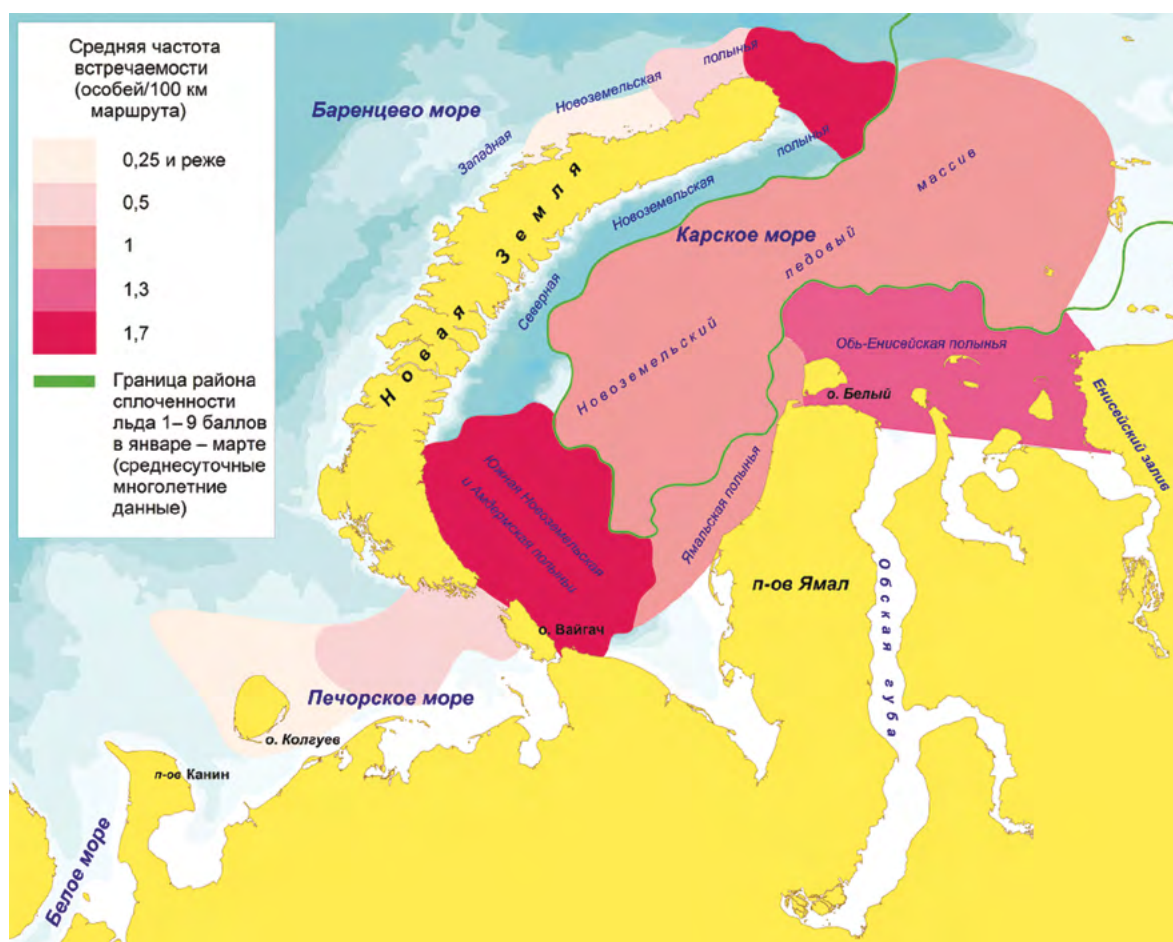 Средняя частота
встречаемости
(особей/100 км
маршрута)
0,25 и реже
0,5
1
1,3
1,7
Граница района
сплоченности
льда 1– 9 баллов
в январе – марте
(среднесуточные
многолетние
данные)
Баренцево море
Западная Новоземельская полынья
Новая Земля
Северная Новоземельская полынья
Карское море
Новоземельский ледовый массив
Обь-Енисейская полынья
о. Белый
Енисейский залив
Южная Новоземельская
и Амдермская полыньи
Ямальская полынья
п-ов Ямал
Обская губа
о. Вайгач
Печорское море
о. Колгуев
п-ов Канин
Белое море